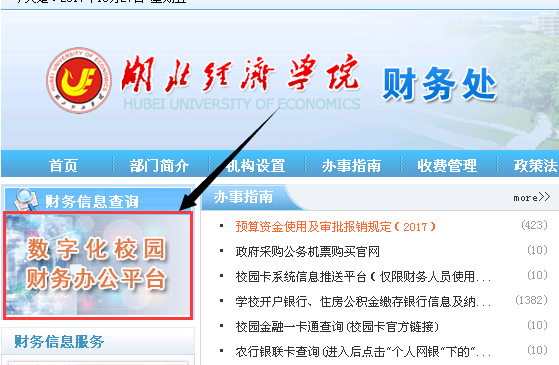 湖北经济学院 财务处
HUBEI UNIVERSITY OF ECONOMICS
首页 部门简介 机构设置 办事指南 收费管理 政策法
财务信息查询
数字化校园
财务办公平台
财务信息服务
办事指南 more>>
预算资金使用及审批报销规定(2017) (423)
政府采购公务机票购买官网 (10)
校园卡系统信息推送平台(仅限财务人员使用... (10)
学校开户银行、住房公积金缴存银行信息及纳... (1382)
校园金融一卡通查询(校园卡官方链接) (10)
农行银联卡查询(进入后点击“个人网银”下的“... (10)